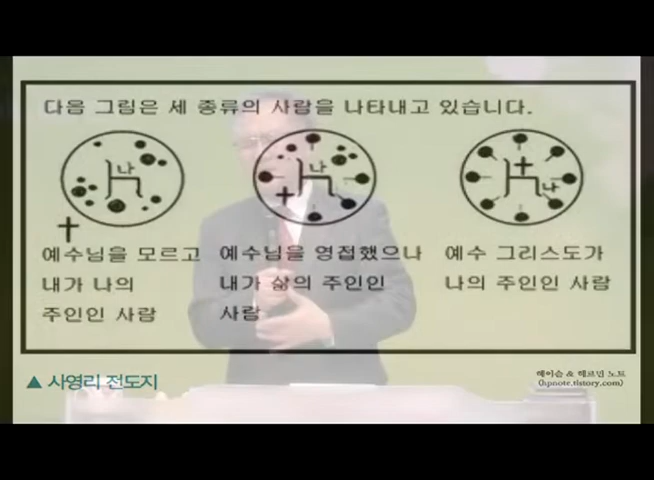 다음 그림은 세 종류의 사람을 나타내고 있습니다.
나
나
나
예수님을 모르고
내가 나의
주인인 사람
예수님을 영접했으나
내가 삶의 주인인
사람
예수 그리스도가
나의 주인인 사람
▲ 사영리 전도지
헤이슨 & 헤르민 노트
(hpnote.tistory.com)